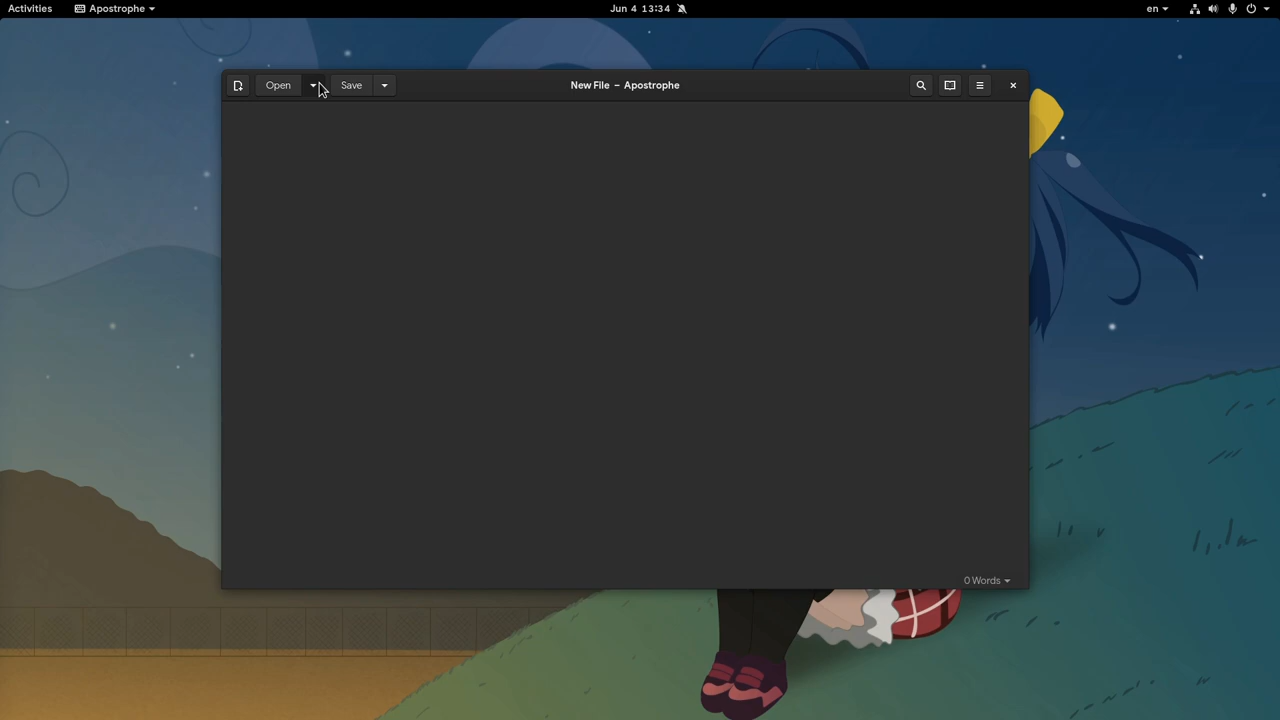 Activities Apostrophe Jun 4 13:34 en
Open Save New File – Apostrophe
0 Words